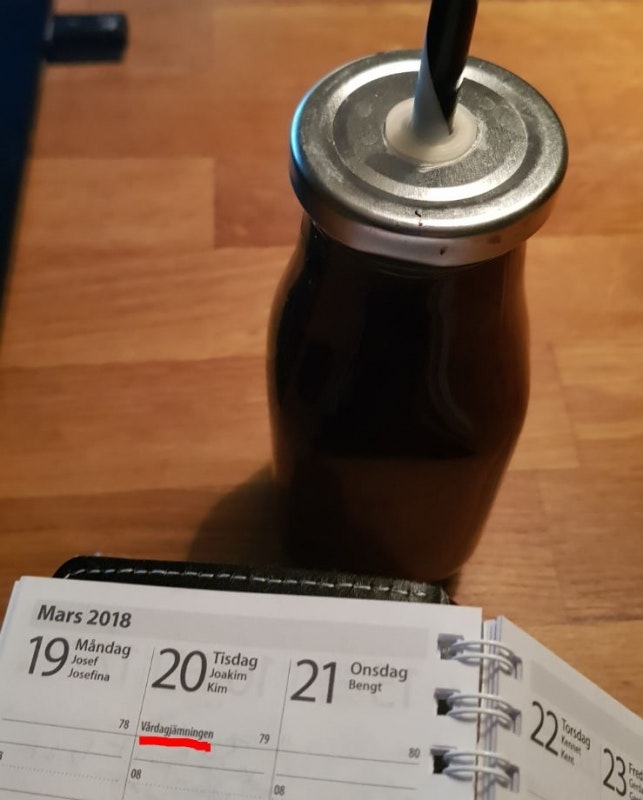 Mars 2018
19 Måndag
Josef
Josefina
78
20 Tisdag
Joakim
Kim
Vårdagjämningen 79
08
21 Onsdag
Bengt
80
08
22 Torsdag
Kennet
Kent
23